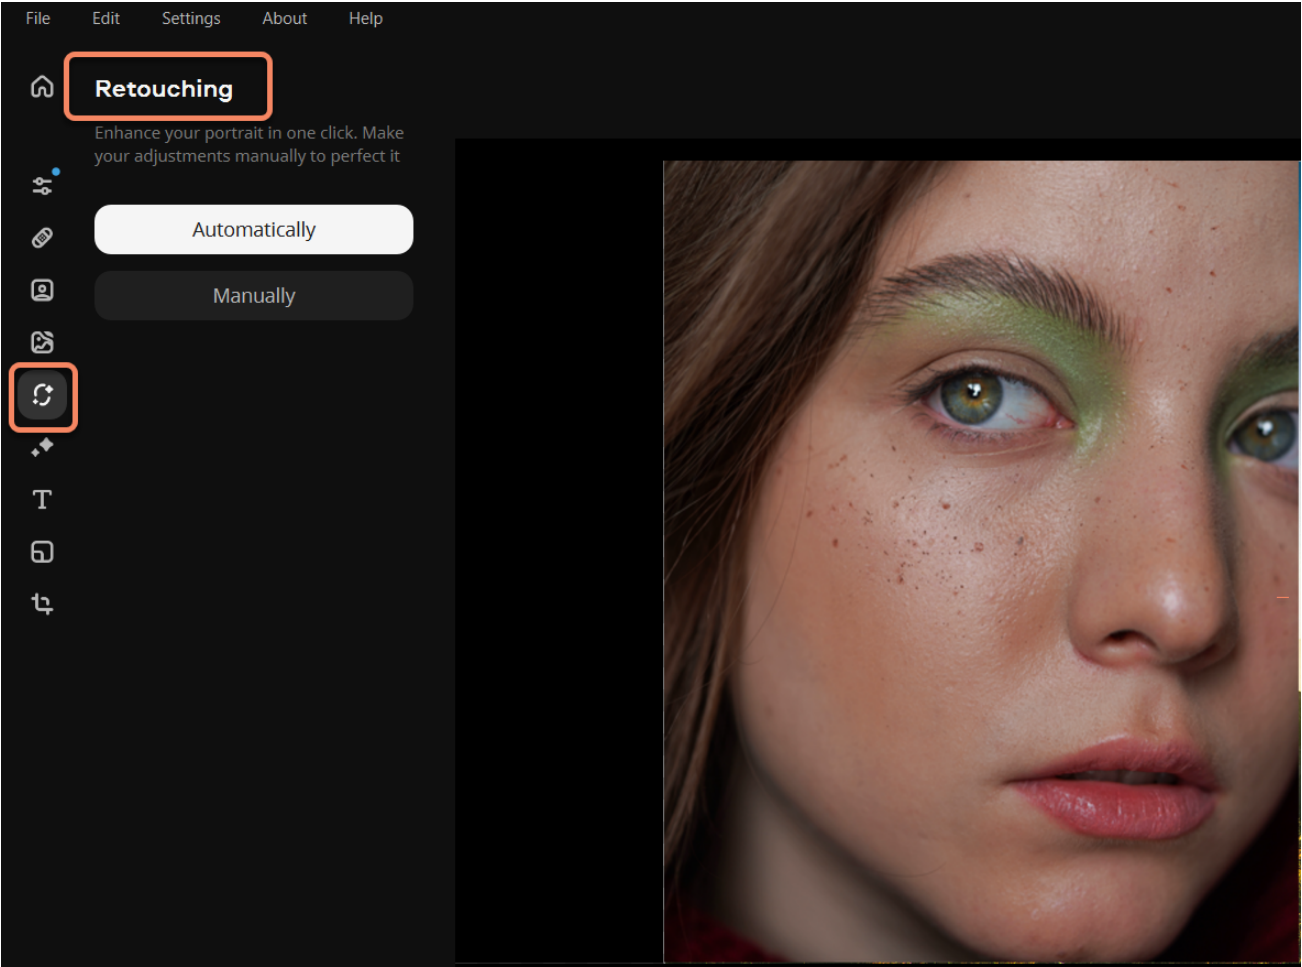 File Edit Settings About Help
Retouching
Enhance your portrait in one click. Make
your adjustments manually to perfect it
Automatically
Manually
T